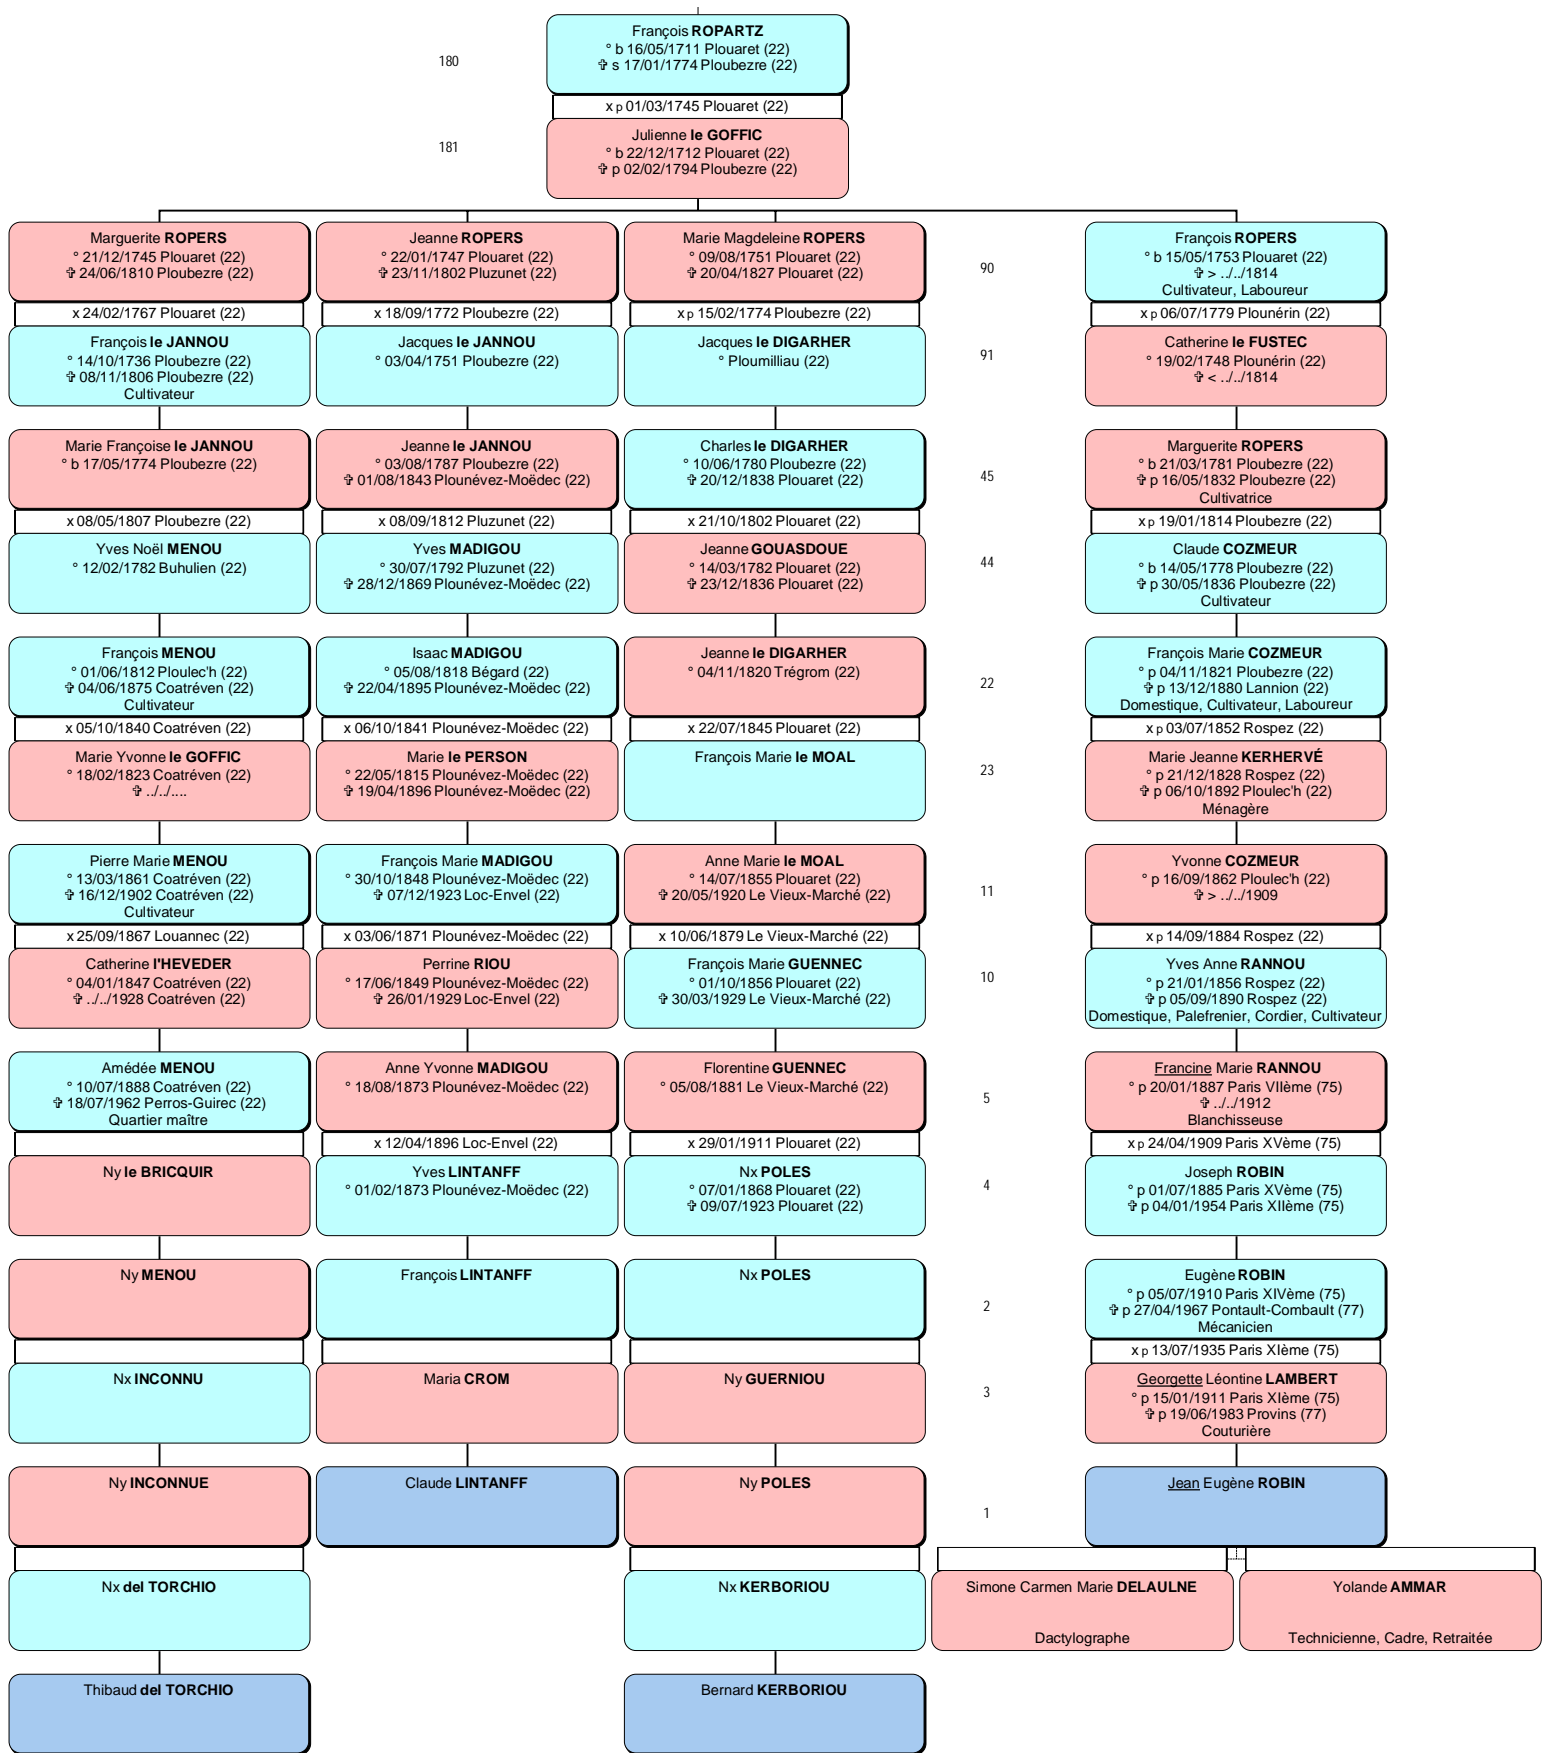 180
François ROPARTZ
° b 16/05/1711 Plouaret (22)
✞ s 17/01/1774 Ploubezre (22)
x p 01/03/1745 Plouaret (22)
181
Julienne le GOFFIC
° b 22/12/1712 Plouaret (22)
✞ p 02/02/1794 Ploubezre (22)
Marguerite ROPERS
° 21/12/1745 Plouaret (22)
✞ 24/06/1810 Ploubezre (22)
x 24/02/1767 Plouaret (22)
François le JANNOU
° 14/10/1736 Ploubezre (22)
✞ 08/11/1806 Ploubezre (22)
Cultivateur
Jeanne ROPERS
° 22/01/1747 Plouaret (22)
✞ 23/11/1802 Pluzunet (22)
x 18/09/1772 Ploubezre (22)
Jacques le JANNOU
° 03/04/1751 Ploubezre (22)
Marie Magdeleine ROPERS
° 09/08/1751 Plouaret (22)
✞ 20/04/1827 Plouaret (22)
x p 15/02/1774 Ploubezre (22)
Jacques le DIGARHER
° Ploumilliau (22)
90
91
François ROPERS
° b 15/05/1753 Plouaret (22)
✞ > ../../1814
Cultivateur, Laboureur
x p 06/07/1779 Plounérin (22)
Catherine le FUSTEC
° 19/02/1748 Plounérin (22)
✞ < ../../1814
Marie Françoise le JANNOU
° b 17/05/1774 Ploubezre (22)
x 08/05/1807 Ploubezre (22)
Yves Noël MENOU
° 12/02/1782 Buhulien (22)
Jeanne le JANNOU
° 03/08/1787 Ploubezre (22)
✞ 01/08/1843 Plounévez-Moëdec (22)
x 08/09/1812 Pluzunet (22)
Yves MADIGOU
° 30/07/1792 Pluzunet (22)
✞ 28/12/1869 Plounévez-Moëdec (22)
Charles le DIGARHER
° 10/06/1780 Ploubezre (22)
✞ 20/12/1838 Plouaret (22)
x 21/10/1802 Plouaret (22)
Jeanne GOUASDOUE
° 14/03/1782 Plouaret (22)
✞ 23/12/1836 Plouaret (22)
45
44
Marguerite ROPERS
° b 21/03/1781 Ploubezre (22)
✞ p 16/05/1832 Ploubezre (22)
Cultivatrice
x p 19/01/1814 Ploubezre (22)
Claude COZMEUR
° b 14/05/1778 Ploubezre (22)
✞ p 30/05/1836 Ploubezre (22)
Cultivateur
François MENOU
° 01/06/1812 Ploulec'h (22)
✞ 04/06/1875 Coatréven (22)
Cultivateur
x 05/10/1840 Coatréven (22)
Marie Yvonne le GOFFIC
° 18/02/1823 Coatréven (22)
✞ ../../....
Isaac MADIGOU
° 05/08/1818 Bégard (22)
✞ 22/04/1895 Plounévez-Moëdec (22)
x 06/10/1841 Plounévez-Moëdec (22)
Marie le PERSON
° 22/05/1815 Plounévez-Moëdec (22)
✞ 19/04/1896 Plounévez-Moëdec (22)
Jeanne le DIGARHER
° 04/11/1820 Trégrom (22)
x 22/07/1845 Plouaret (22)
François Marie le MOAL
22
23
François Marie COZMEUR
° p 04/11/1821 Ploubezre (22)
✞ p 13/12/1880 Lannion (22)
Domestique, Cultivateur, Laboureur
x p 03/07/1852 Rospez (22)
Marie Jeanne KERHERVÉ
° p 21/12/1828 Rospez (22)
✞ p 06/10/1892 Ploulec'h (22)
Ménagère
Pierre Marie MENOU
° 13/03/1861 Coatréven (22)
✞ 16/12/1902 Coatréven (22)
Cultivateur
x 25/09/1867 Louannec (22)
Catherine l'HEVEDER
° 04/01/1847 Coatréven (22)
✞ ../../1928 Coatréven (22)
François Marie MADIGOU
° 30/10/1848 Plounévez-Moëdec (22)
✞ 07/12/1923 Loc-Envel (22)
x 03/06/1871 Plounévez-Moëdec (22)
Perrine RIOU
° 17/06/1849 Plounévez-Moëdec (22)
✞ 26/01/1929 Loc-Envel (22)
Anne Marie le MOAL
° 14/07/1855 Plouaret (22)
✞ 20/05/1920 Le Vieux-Marché (22)
x 10/06/1879 Le Vieux-Marché (22)
François Marie GUENNEC
° 01/10/1856 Plouaret (22)
✞ 30/03/1929 Le Vieux-Marché (22)
11
10
Yvonne COZMEUR
° p 16/09/1862 Ploulec'h (22)
✞ > ../../1909
x p 14/09/1884 Rospez (22)
Yves Anne RANNOU
° p 21/01/1856 Rospez (22)
✞ p 05/09/1890 Rospez (22)
Domestique, Palefrenier, Cordier, Cultivateur
Amédée MENOU
° 10/07/1888 Coatréven (22)
✞ 18/07/1962 Perros-Guirec (22)
Quartier maître
Ny le BRICQUIR
Anne Yvonne MADIGOU
° 18/08/1873 Plounévez-Moëdec (22)
x 12/04/1896 Loc-Envel (22)
Yves LINTANFF
° 01/02/1873 Plounévez-Moëdec (22)
Florentine GUENNEC
° 05/08/1881 Le Vieux-Marché (22)
x 29/01/1911 Plouaret (22)
Nx POLES
° 07/01/1868 Plouaret (22)
✞ 09/07/1923 Plouaret (22)
5
4
Francine Marie RANNOU
° p 20/01/1887 Paris VIIème (75)
✞ ../../1912
Blanchisseuse
x p 24/04/1909 Paris XVème (75)
Joseph ROBIN
° p 01/07/1885 Paris XVème (75)
✞ p 04/01/1954 Paris XIIème (75)
Ny MENOU
Nx INCONNU
François LINTANFF
Maria CROM
Nx POLES
Ny GUERNIOU
2
3
Eugène ROBIN
° p 05/07/1910 Paris XIVème (75)
✞ p 27/04/1967 Pontault-Combault (77)
Mécanicien
x p 13/07/1935 Paris XIème (75)
Georgette Léontine LAMBERT
° p 15/01/1911 Paris XIème (75)
✞ p 19/06/1983 Provins (77)
Couturière
Ny INCONNUE
Nx del TORCHIO
Claude LINTANFF
Ny POLES
Nx KERBORIOU
1
Jean Eugène ROBIN
Simone Carmen Marie DELAULNE
Dactylographe
Yolande AMMAR
Technicienne, Cadre, Retraitée
Thibaud del TORCHIO
Bernard KERBORIOU